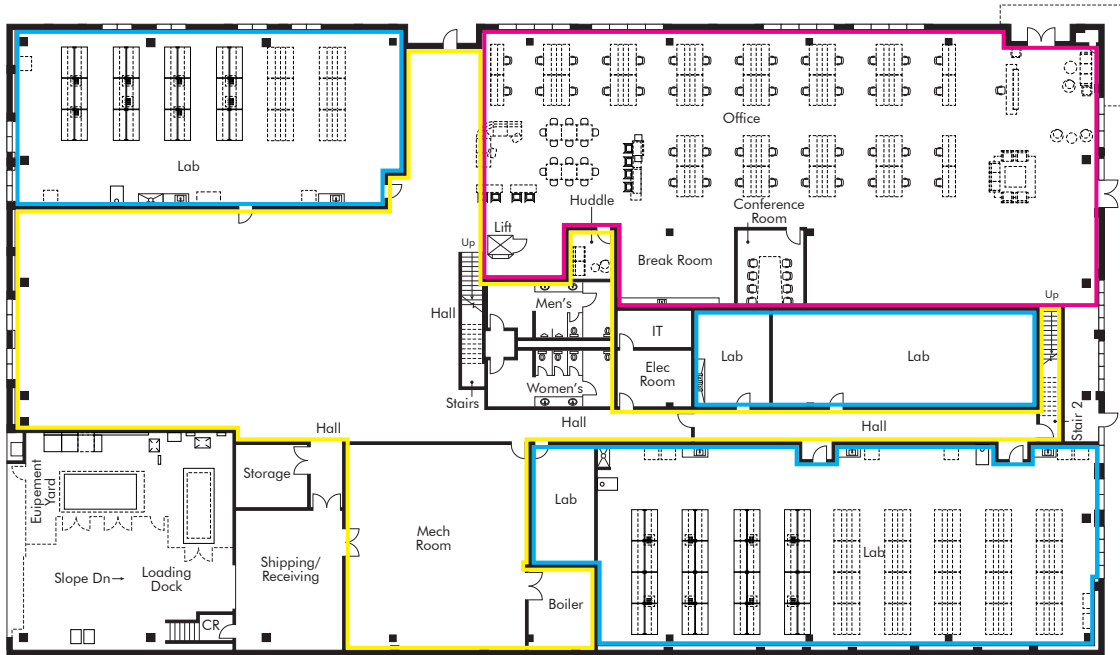 Office
Lab
Huddle
Conference
Room
Lift
Up
Break Room
Men's
Hall
Up
IT
Lab
Lab
Elec
Room
Women's
Stairs
Hall
Hall
Hall
Stair 2
Storage
Euipement
Yard
Lab
Mech
Room
Lab
Shipping/
Receiving
Slope Dn→
Loading
Dock
Boiler
CR